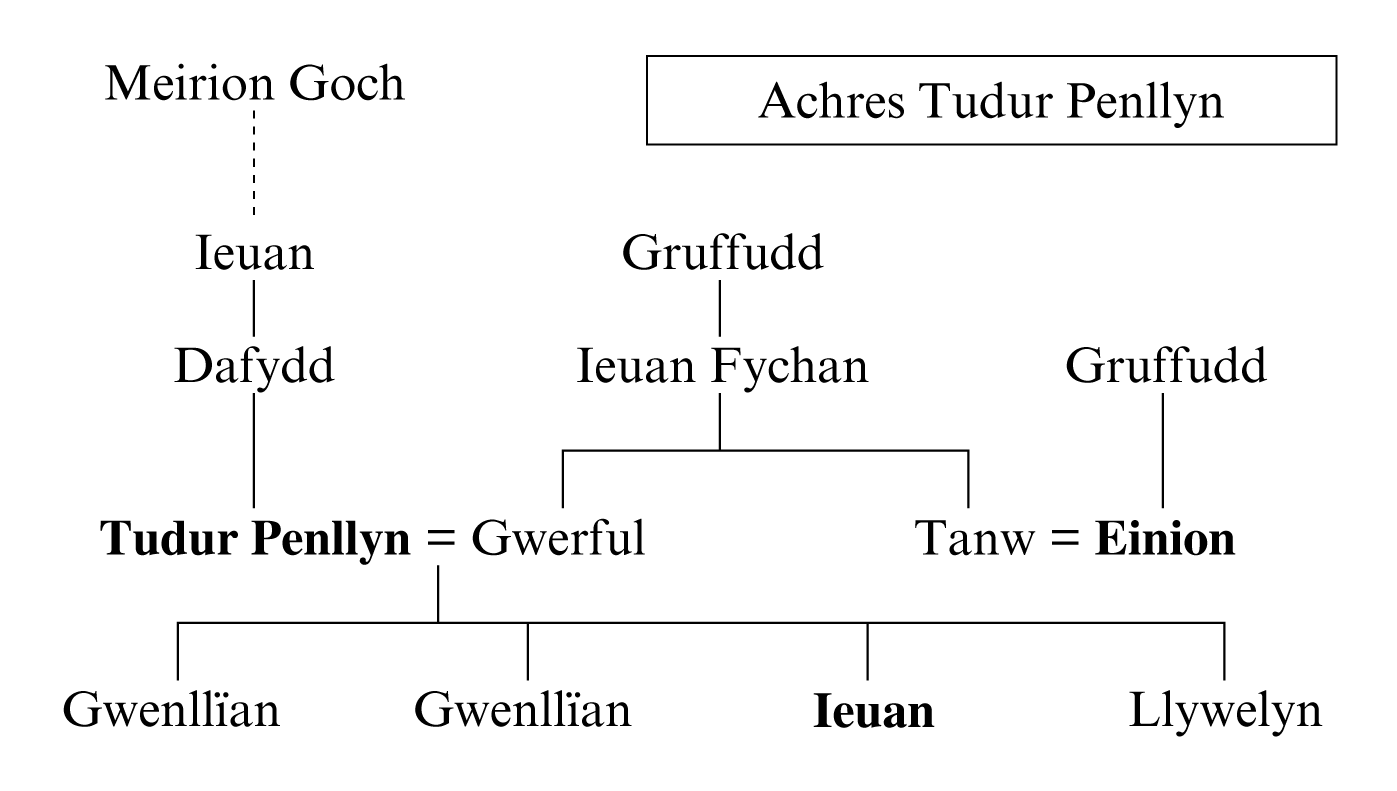 Meirion Goch
Achres Tudur Penllyn
Ieuan
Gruffudd
Dafydd
Ieuan Fychan
Gruffudd
Tudur Penllyn = Gwerful
Tanw = Einion
Gwenllïan
Gwenllïan
Ieuan
Llywelyn